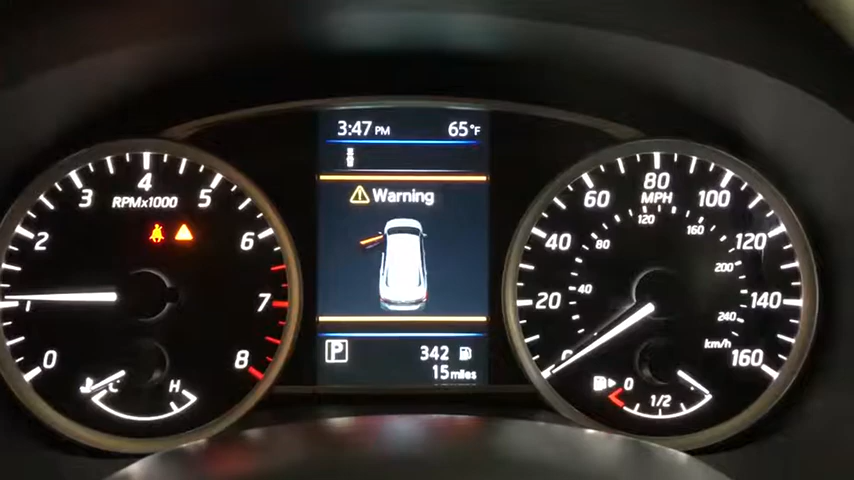 3:47 PM 65°F
Warning
P 342
15 miles
0 1 2 3 4 5 6 7 8
RPMx1000
C H
0 20 40 60 80 100 120 140 160
MPH
40 80 120 160 200 240
km/h
0 1/2